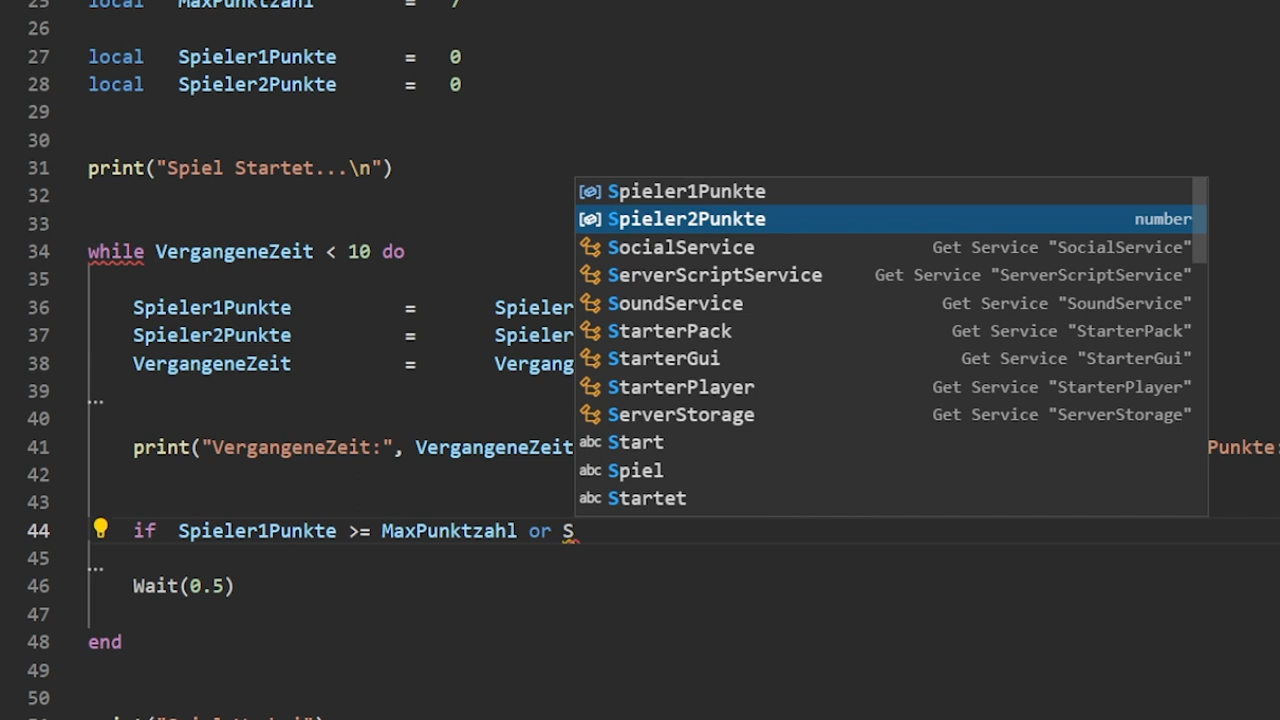 25 local MaxPunktzahl = 7
26
27 local Spieler1Punkte = 0
28 local Spieler2Punkte = 0
29
30
31 print("Spiel Startet...\n")
32
33
34 while VergangeneZeit < 10 do
35
36 Spieler1Punkte = Spieler
37 Spieler2Punkte = Spieler
38 VergangeneZeit = Vergang
39
...
40
41 print("VergangeneZeit:", VergangeneZeit Punkte:
42
43
44 if Spieler1Punkte >= MaxPunktzahl or S
45
...
46 Wait(0.5)
47
48 end
49
50
Spieler1Punkte
Spieler2Punkte number
SocialService Get Service "SocialService"
ServerScriptService Get Service "ServerScriptService"
SoundService Get Service "SoundService"
StarterPack Get Service "StarterPack"
StarterGui Get Service "StarterGui"
StarterPlayer Get Service "StarterPlayer"
ServerStorage Get Service "ServerStorage"
abc Start
abc Spiel
abc Startet